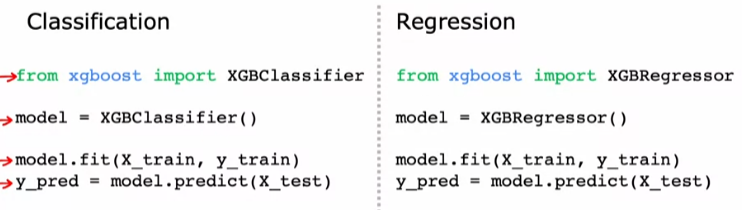 Classification
from xgboost import XGBClassifier
model = XGBClassifier()
model.fit(X_train, y_train)
y_pred = model.predict(X_test)
Regression
from xgboost import XGBRegressor
model = XGBRegressor()
model.fit(X_train, y_train)
y_pred = model.predict(X_test)